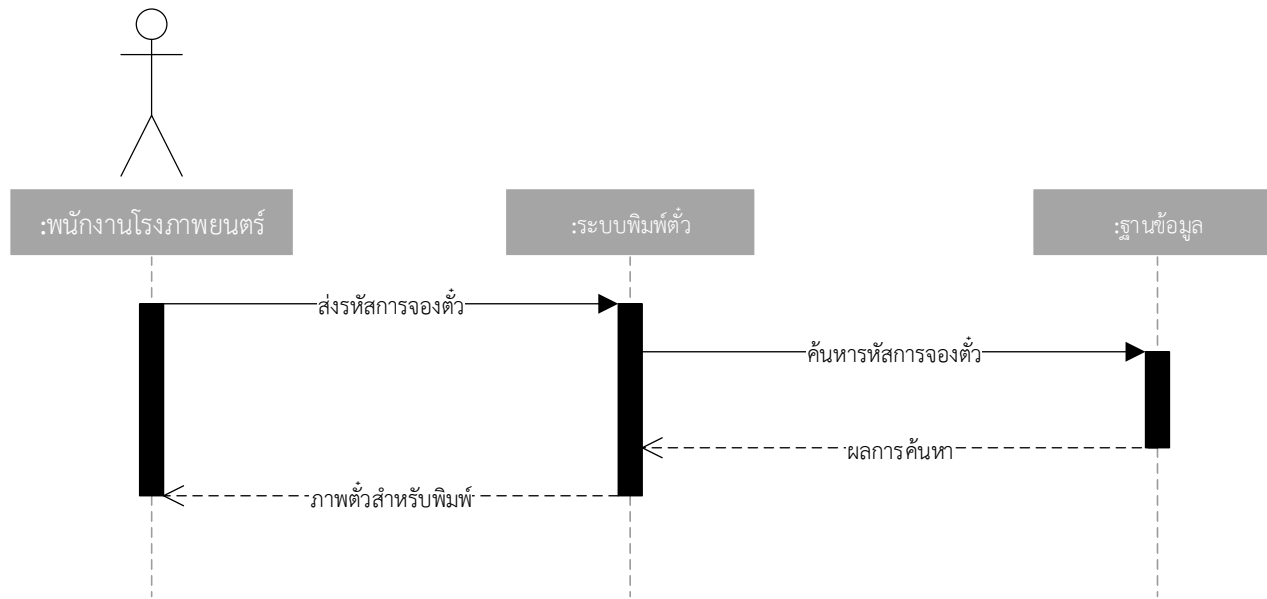 :พนักงานโรงภาพยนตร์
:ระบบพิมพ์ตั๋ว
:ฐานข้อมูล
ส่งรหัสการจองตั๋ว
ค้นหารหัสการจองตั๋ว
ผลการค้นหา
ภาพตั๋วสำหรับพิมพ์